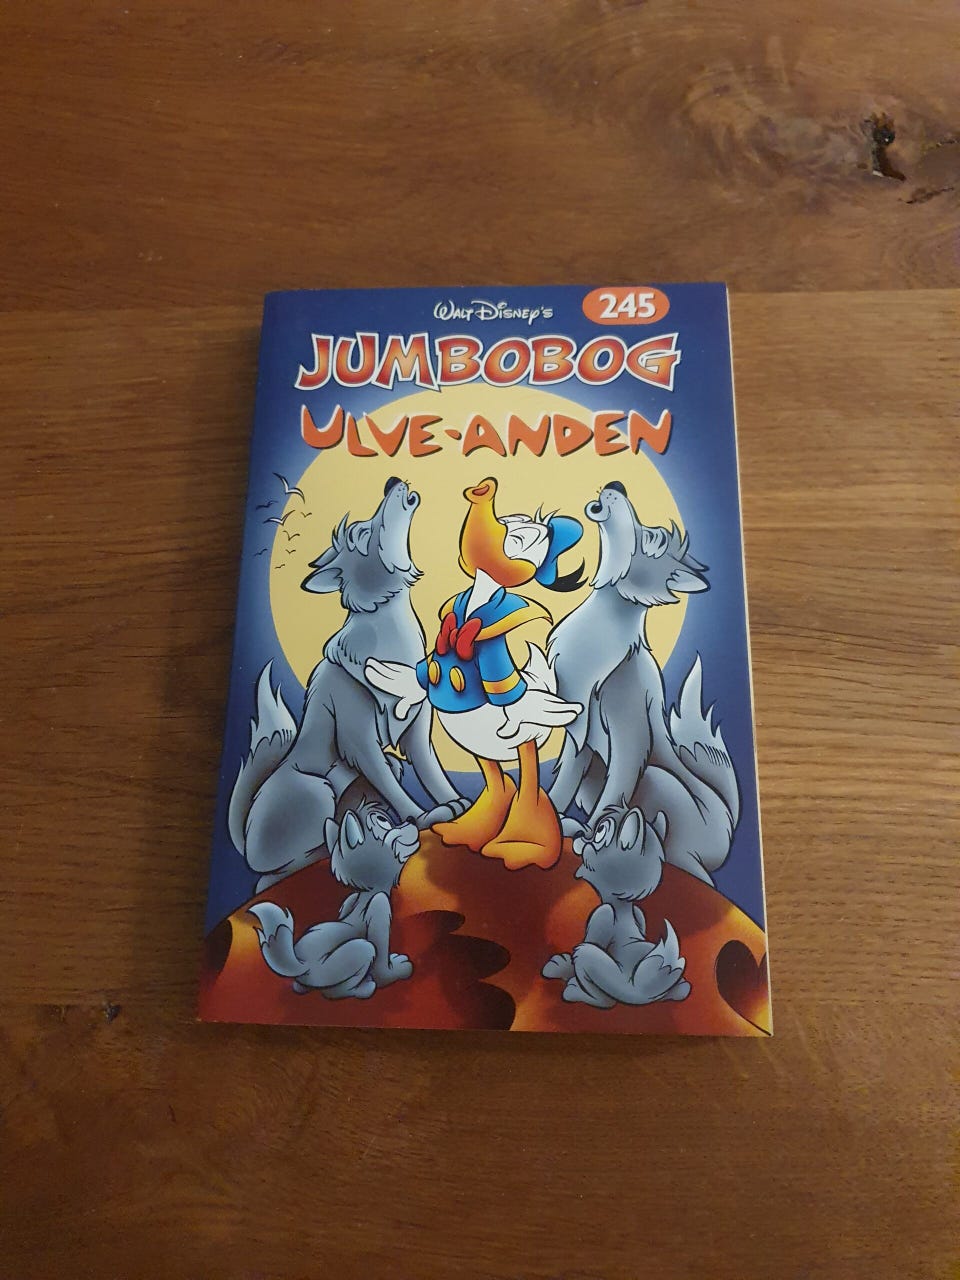 Walt Disney's
245
JUMBOBOG
ULVE-ANDEN